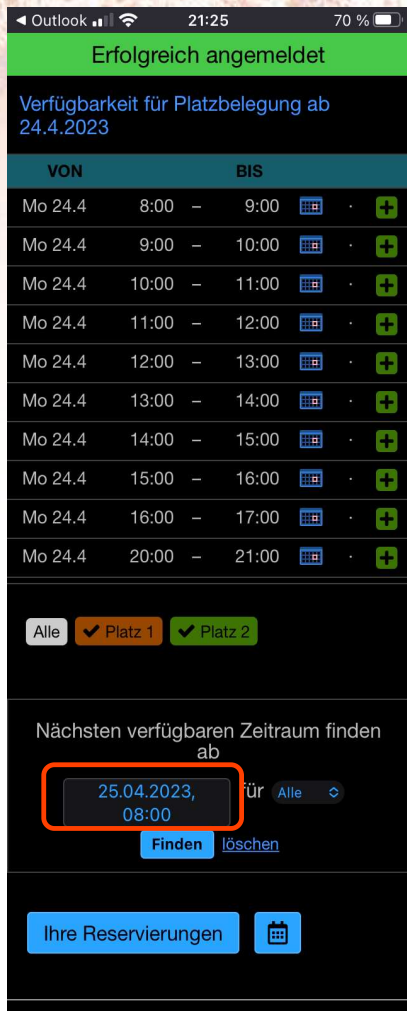 ◀ Outlook 21:25 70 %
Erfolgreich angemeldet
Verfügbarkeit für Platzbelegung ab
24.4.2023
VON BIS
Mo 24.4 8:00 – 9:00 ·
Mo 24.4 9:00 – 10:00 ·
Mo 24.4 10:00 – 11:00 ·
Mo 24.4 11:00 – 12:00 ·
Mo 24.4 12:00 – 13:00 ·
Mo 24.4 13:00 – 14:00 ·
Mo 24.4 14:00 – 15:00 ·
Mo 24.4 15:00 – 16:00 ·
Mo 24.4 16:00 – 17:00 ·
Mo 24.4 20:00 – 21:00 ·
Alle Platz 1 Platz 2
Nächsten verfügbaren Zeitraum finden
ab
25.04.2023,
08:00 für Alle
Finden löschen
Ihre Reservierungen